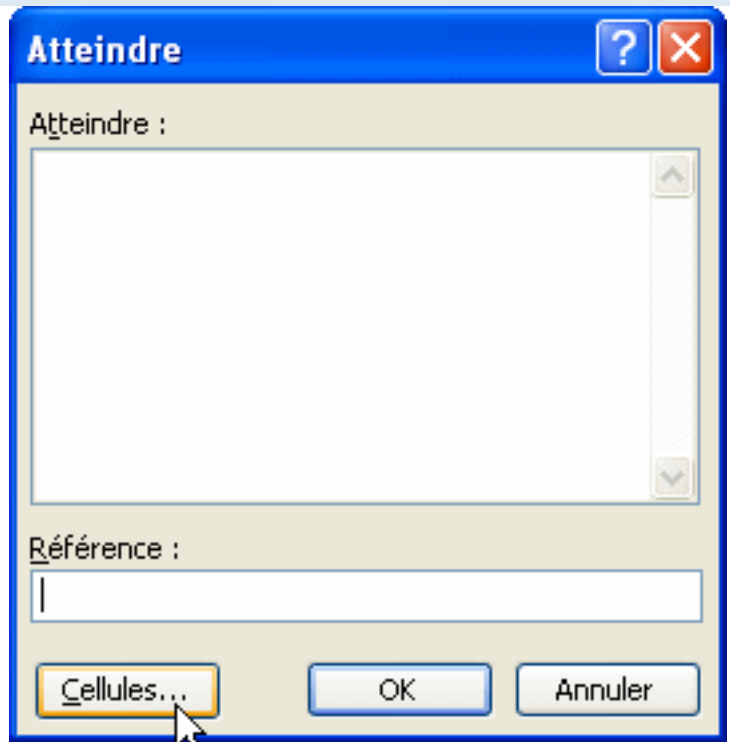 Atteindre ?
Atteindre :
Référence :
Cellules... OK Annuler